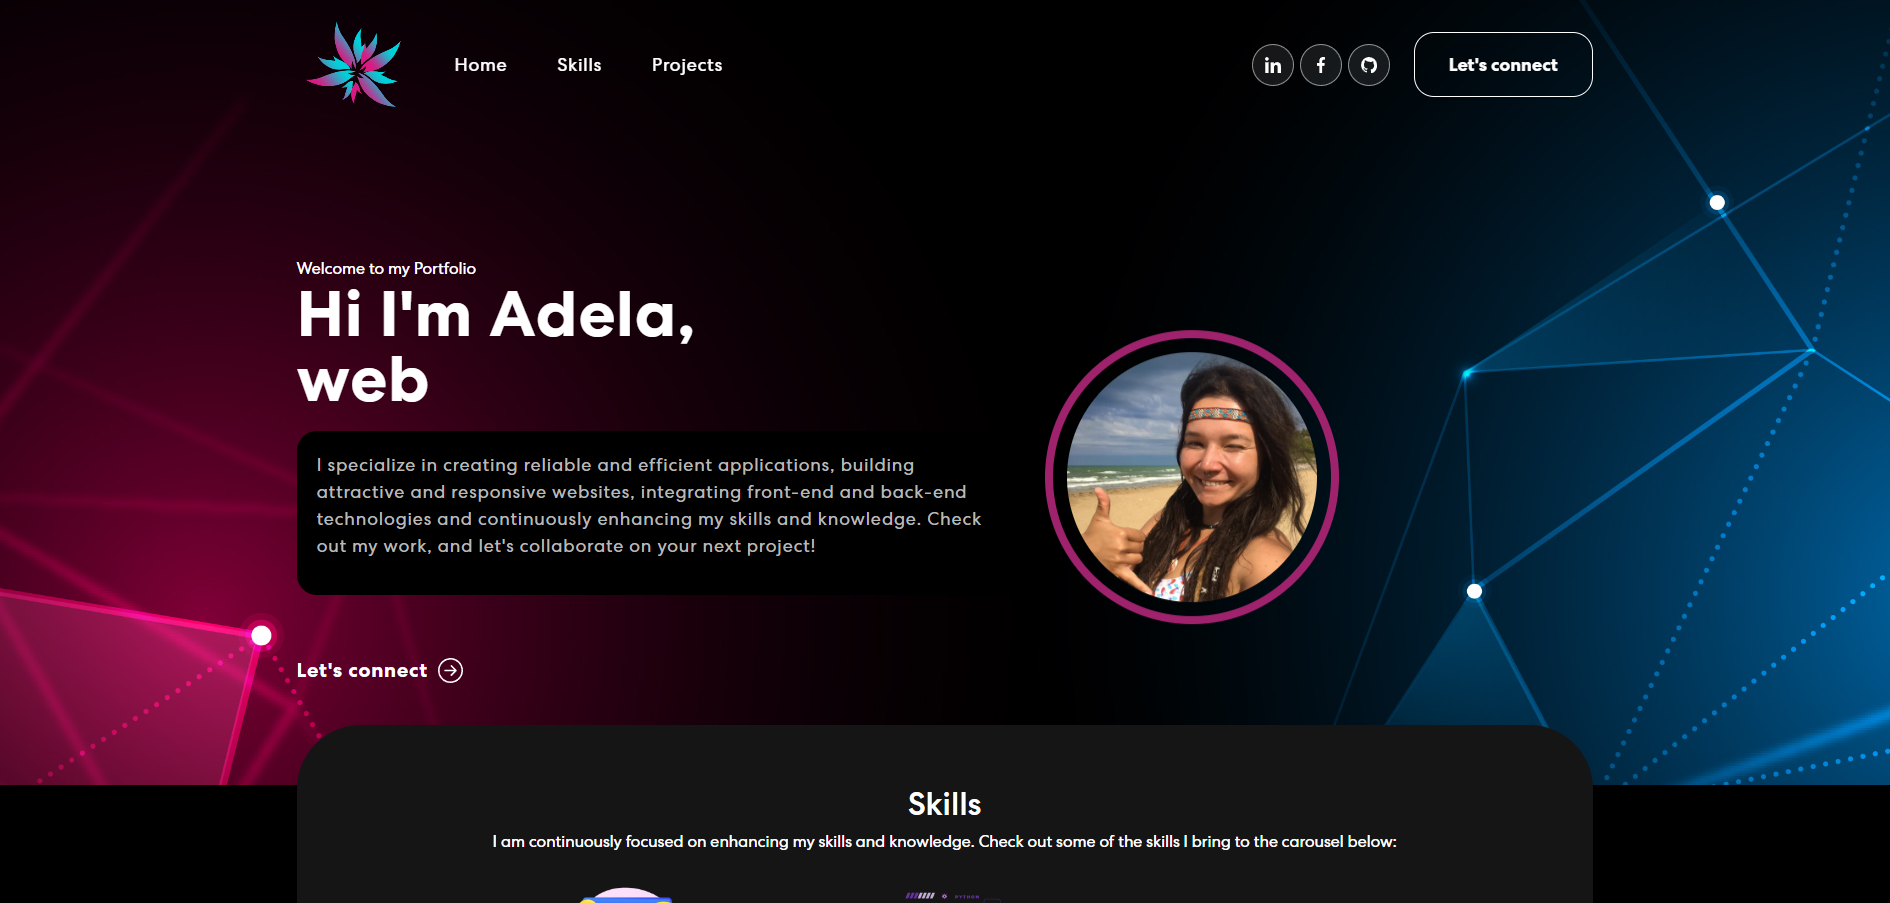 Home
Skills
Projects
in
f
Let's connect
Welcome to my Portfolio
Hi I'm Adela,
web
I specialize in creating reliable and efficient applications, building
attractive and responsive websites, integrating front-end and back-end
technologies and continuously enhancing my skills and knowledge. Check
out my work, and let's collaborate on your next project!
Let's connect
Skills
I am continuously focused on enhancing my skills and knowledge. Check out some of the skills I bring to the carousel below:
PYTHON